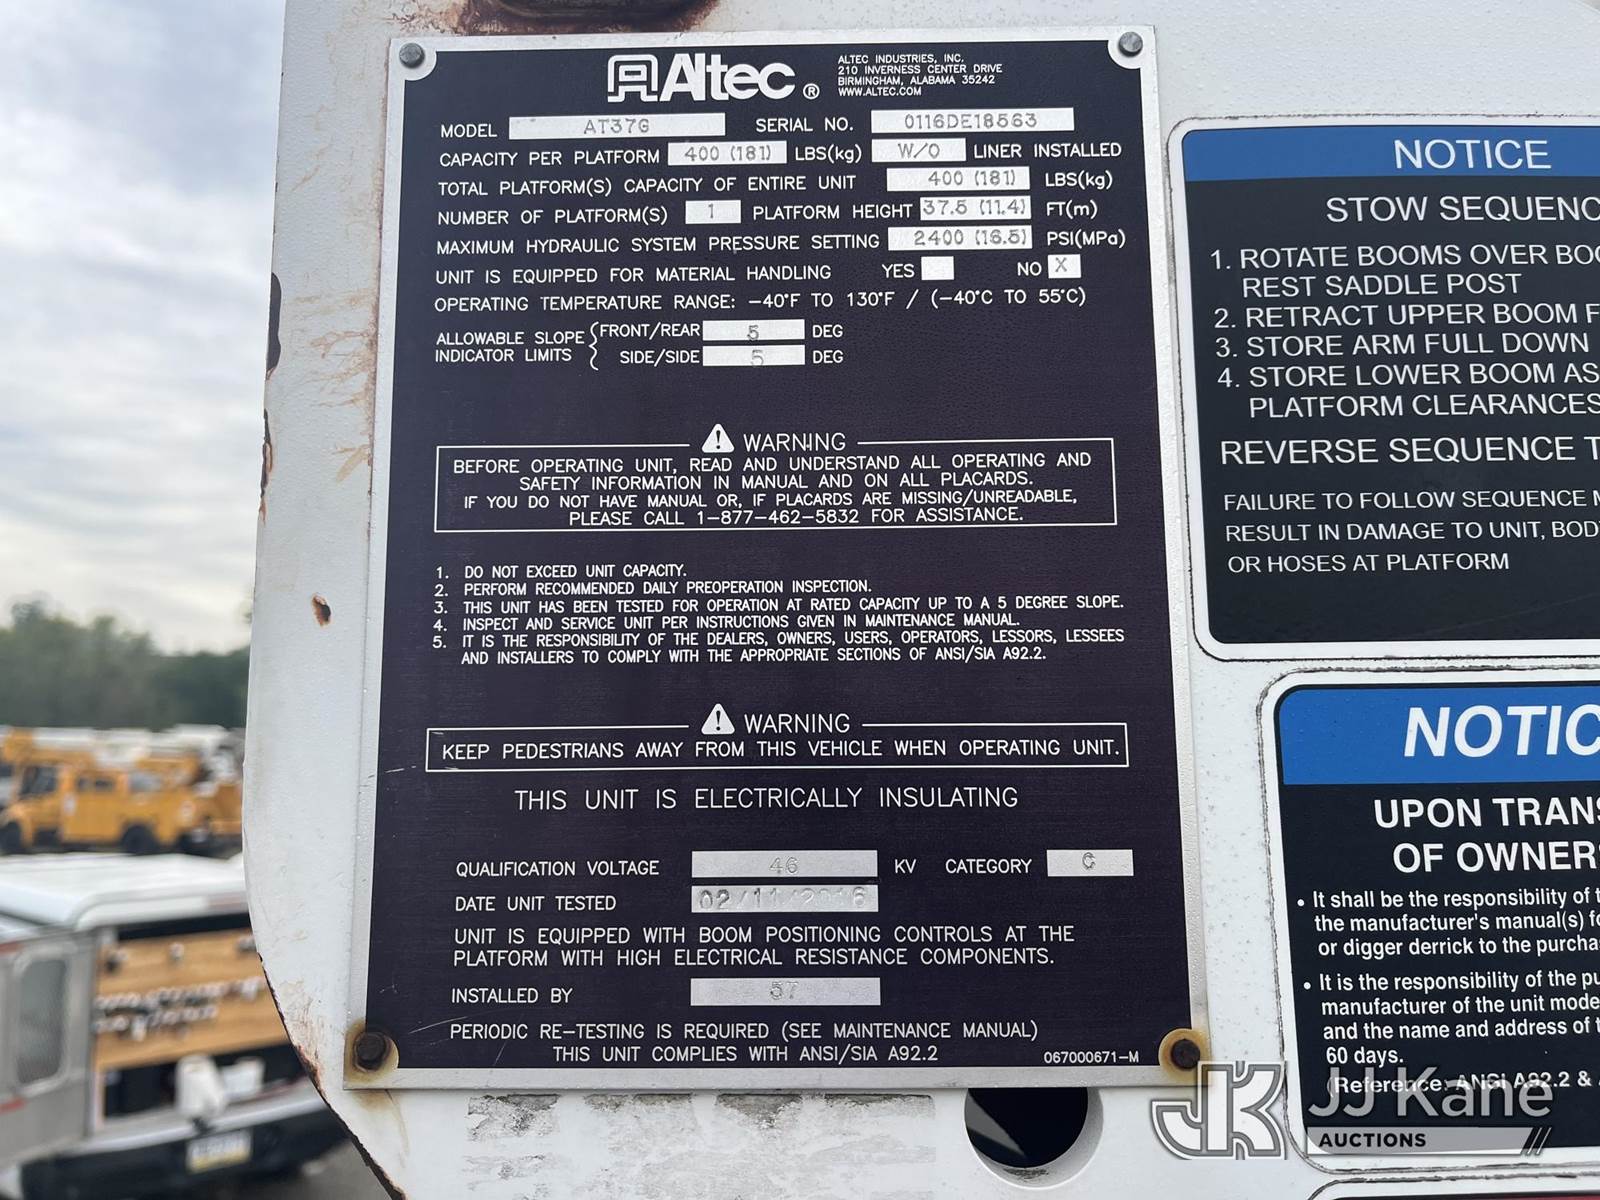 Altec®
ALTEC INDUSTRIES, INC.
210 INVERNESS CENTER DRIVE
BIRMINGHAM, ALABAMA 35242
WWW.ALTEC.COM
MODEL AT37G SERIAL NO. 0116DE18563
CAPACITY PER PLATFORM 400 (181) LBS(kg) W/O LINER INSTALLED
TOTAL PLATFORM(S) CAPACITY OF ENTIRE UNIT 400 (181) LBS(kg)
NUMBER OF PLATFORM(S) 1 PLATFORM HEIGHT 37.5 (11.4) FT(m)
MAXIMUM HYDRAULIC SYSTEM PRESSURE SETTING 2400 (16.5) PSI(MPa)
UNIT IS EQUIPPED FOR MATERIAL HANDLING YES NO X
OPERATING TEMPERATURE RANGE: -40°F TO 130°F / (-40°C TO 55°C)
ALLOWABLE SLOPE FRONT/REAR 5 DEG
INDICATOR LIMITS SIDE/SIDE 5 DEG
WARNING
BEFORE OPERATING UNIT, READ AND UNDERSTAND ALL OPERATING AND
SAFETY INFORMATION IN MANUAL AND ON ALL PLACARDS.
IF YOU DO NOT HAVE MANUAL OR, IF PLACARDS ARE MISSING/UNREADABLE,
PLEASE CALL 1-877-462-5832 FOR ASSISTANCE.
1. DO NOT EXCEED UNIT CAPACITY.
2. PERFORM RECOMMENDED DAILY PREOPERATION INSPECTION.
3. THIS UNIT HAS BEEN TESTED FOR OPERATION AT RATED CAPACITY UP TO A 5 DEGREE SLOPE.
4. INSPECT AND SERVICE UNIT PER INSTRUCTIONS GIVEN IN MAINTENANCE MANUAL.
5. IT IS THE RESPONSIBILITY OF THE DEALERS, OWNERS, USERS, OPERATORS, LESSORS, LESSEES
AND INSTALLERS TO COMPLY WITH THE APPROPRIATE SECTIONS OF ANSI/SIA A92.2.
WARNING
KEEP PEDESTRIANS AWAY FROM THIS VEHICLE WHEN OPERATING UNIT.
THIS UNIT IS ELECTRICALLY INSULATING
QUALIFICATION VOLTAGE 46 KV CATEGORY C
DATE UNIT TESTED 02/11/2016
UNIT IS EQUIPPED WITH BOOM POSITIONING CONTROLS AT THE
PLATFORM WITH HIGH ELECTRICAL RESISTANCE COMPONENTS.
INSTALLED BY 57
PERIODIC RE-TESTING IS REQUIRED (SEE MAINTENANCE MANUAL)
THIS UNIT COMPLIES WITH ANSI/SIA A92.2 067000671-M
NOTICE
STOW SEQUENC
1. ROTATE BOOMS OVER BOO
REST SADDLE POST
2. RETRACT UPPER BOOM F
3. STORE ARM FULL DOWN
4. STORE LOWER BOOM AS
PLATFORM CLEARANCES
REVERSE SEQUENCE T
FAILURE TO FOLLOW SEQUENCE M
RESULT IN DAMAGE TO UNIT, BOD
OR HOSES AT PLATFORM
NOTIC
UPON TRANS
OF OWNER
• It shall be the responsibility of t
the manufacturer's manual(s) fo
or digger derrick to the purcha
• It is the responsibility of the pu
manufacturer of the unit mode
and the name and address of t
60 days.
(Reference: ANSI A92.2 &
JK JJ Kane
AUCTIONS